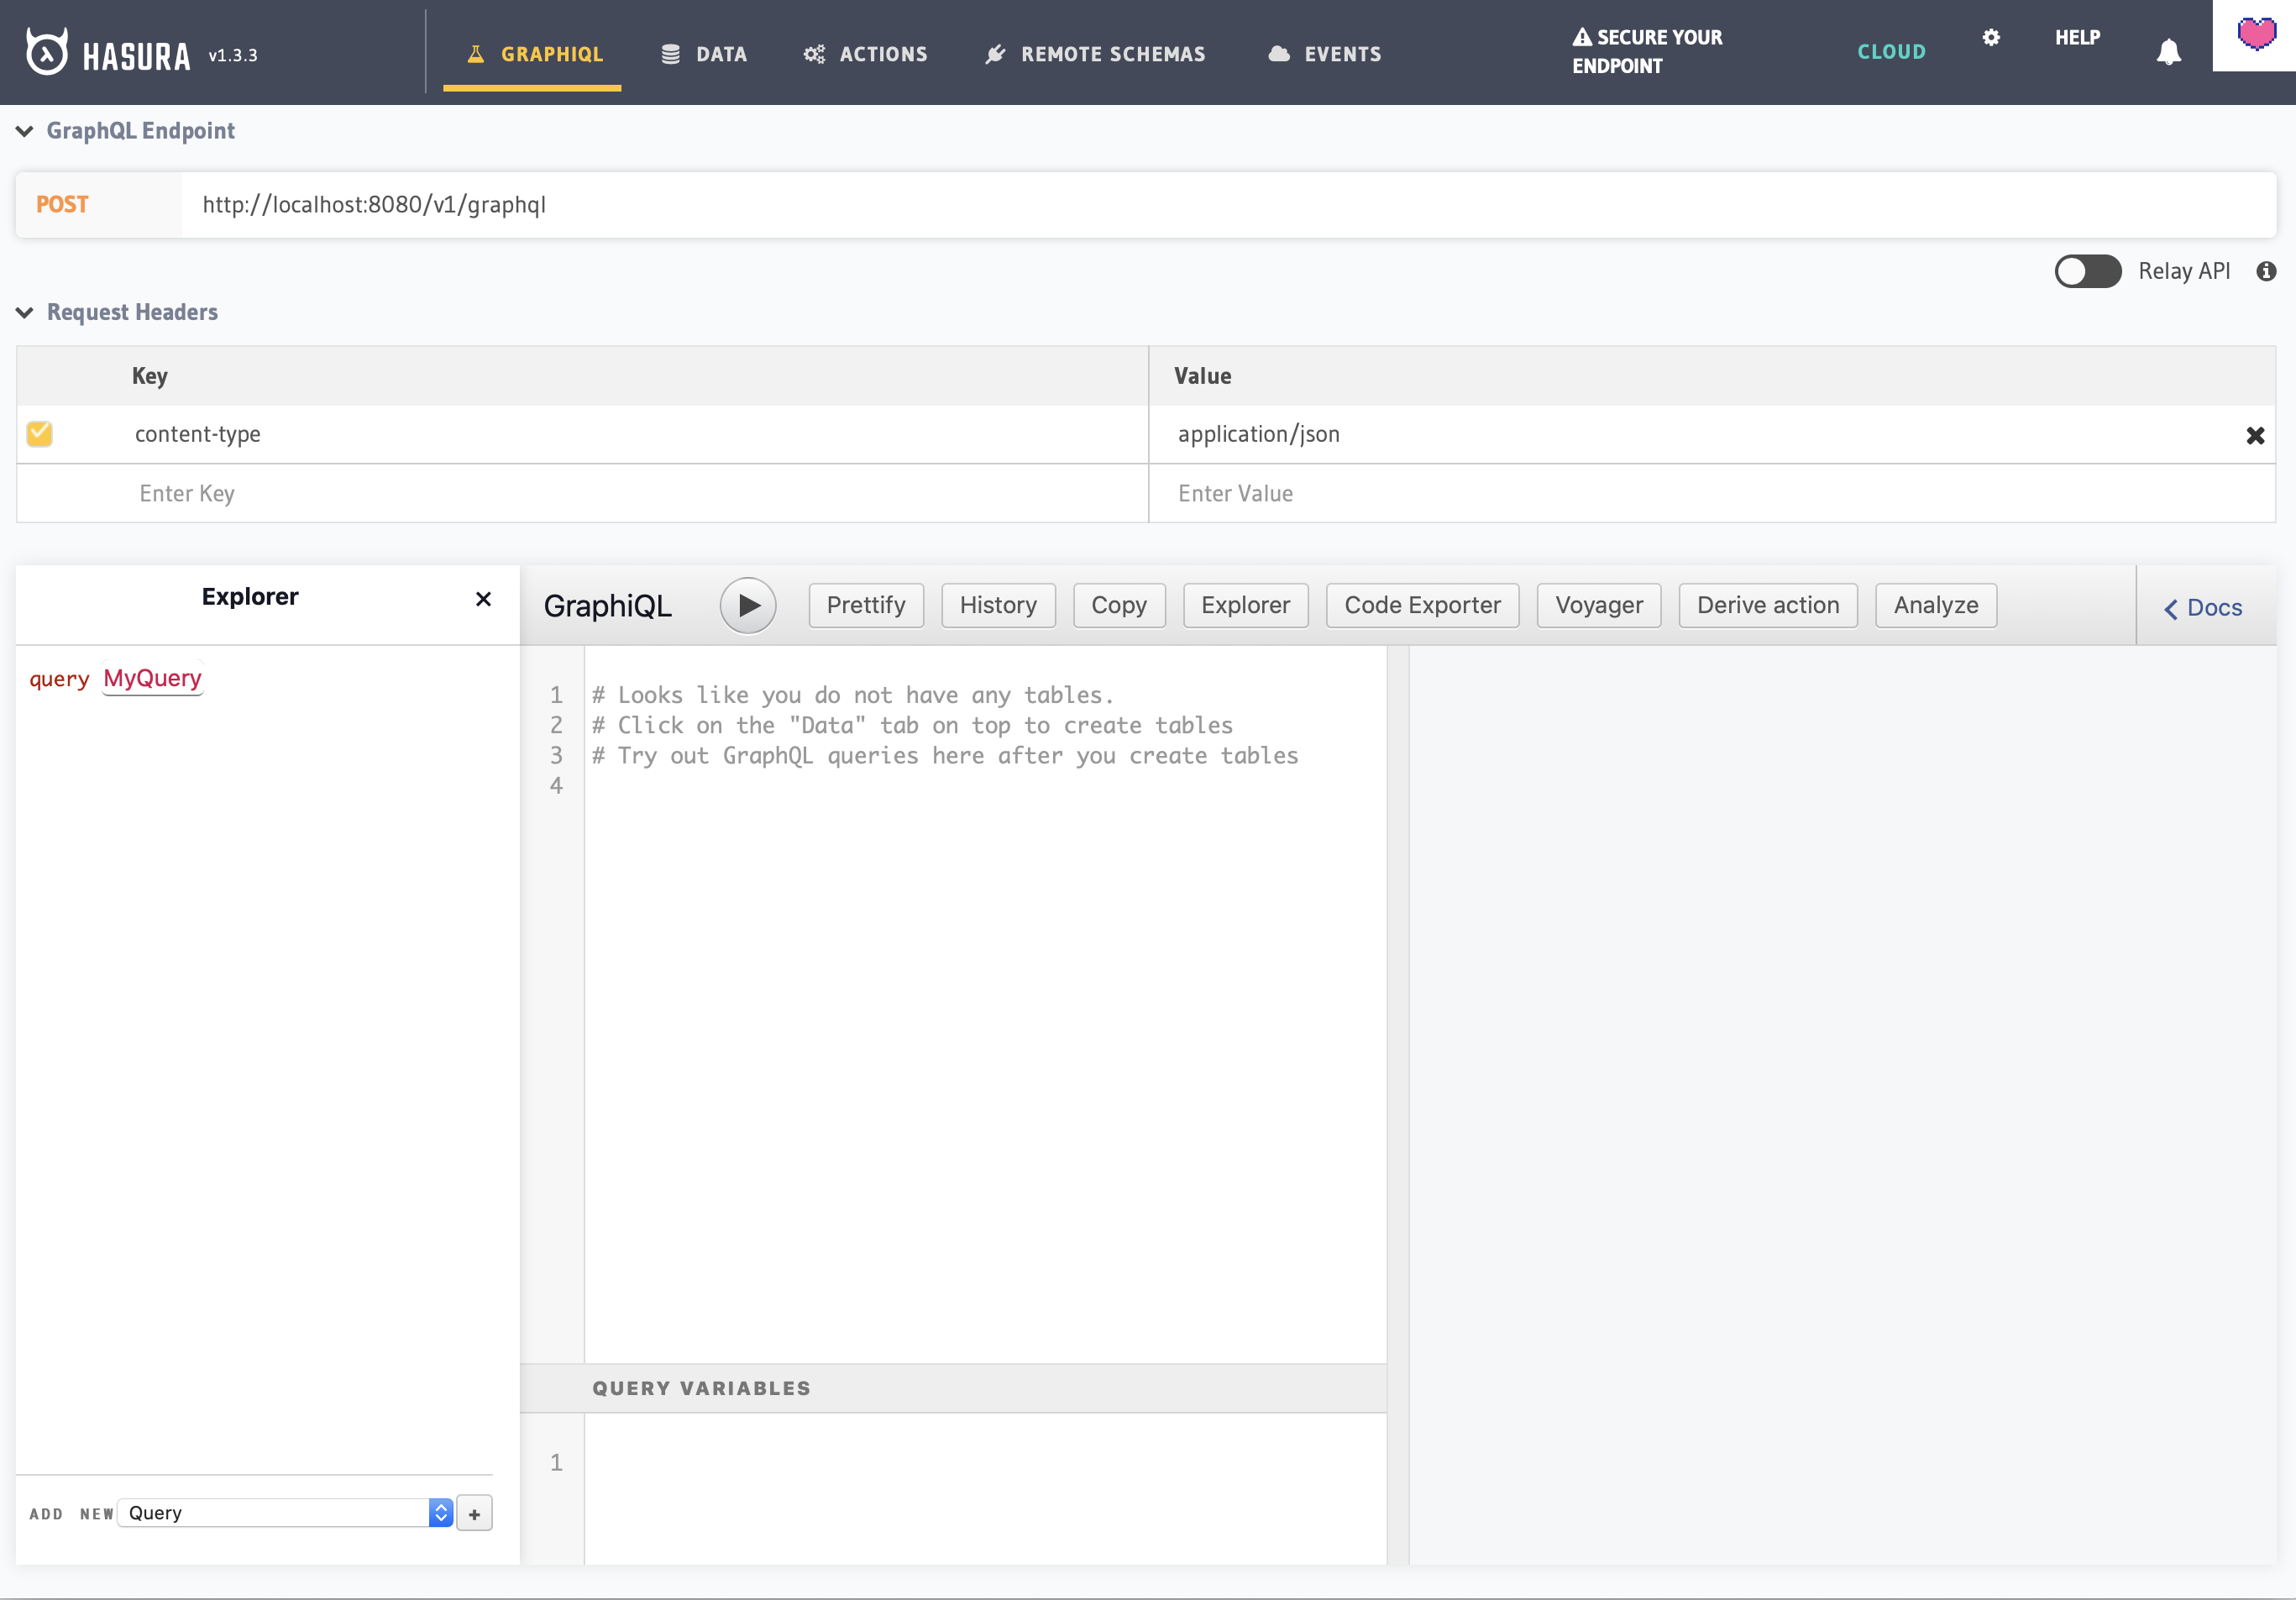 HASURA v1.3.3
GRAPHIQL
DATA
ACTIONS
REMOTE SCHEMAS
EVENTS
SECURE YOUR
ENDPOINT
CLOUD
HELP
GraphQL Endpoint
POST http://localhost:8080/v1/graphql
Relay API
Request Headers
Key Value
content-type application/json
Enter Key Enter Value
Explorer
GraphiQL Prettify History Copy Explorer Code Exporter Voyager Derive action Analyze Docs
query MyQuery
1 # Looks like you do not have any tables.
2 # Click on the "Data" tab on top to create tables
3 # Try out GraphQL queries here after you create tables
4
QUERY VARIABLES
1
ADD NEW Query +